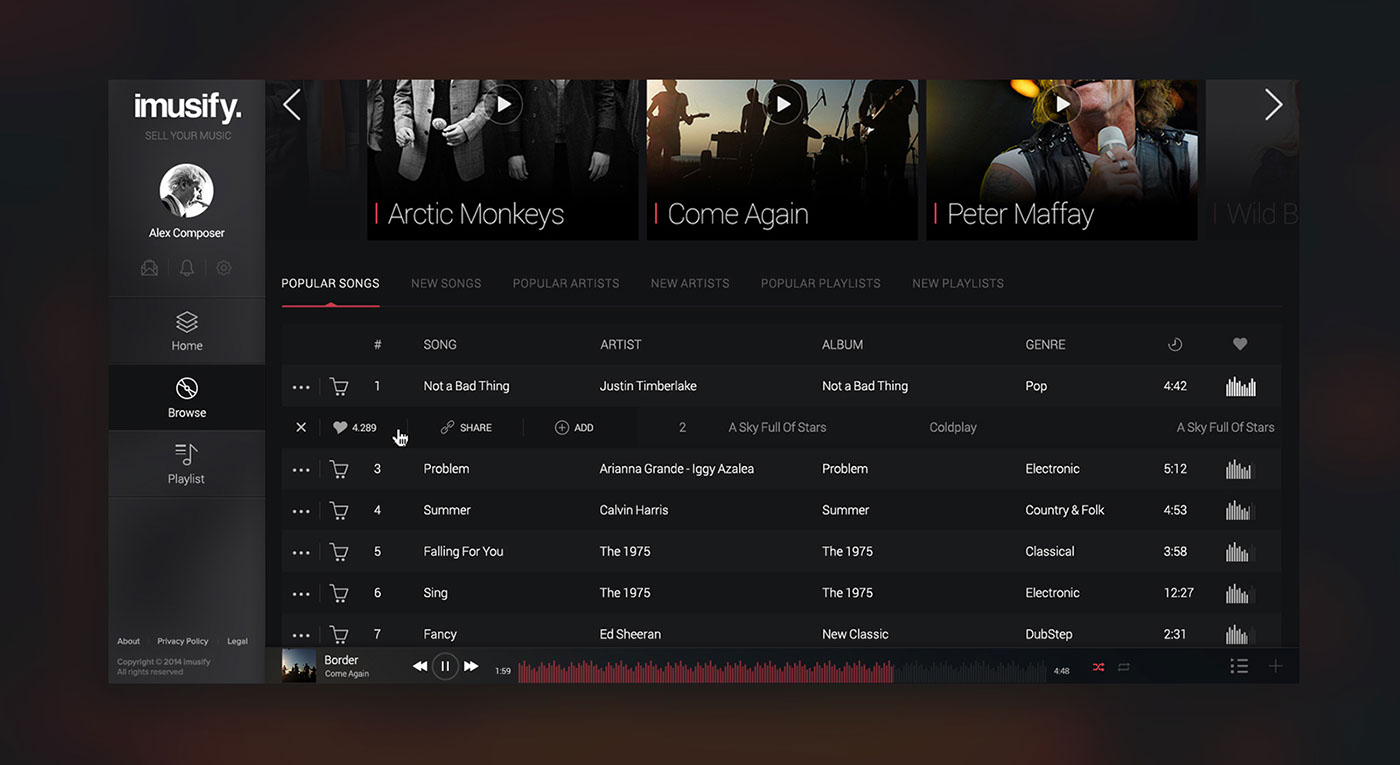 imusify.
SELL YOUR MUSIC
Alex Composer
Home
Browse
Playlist
About Privacy Policy Legal
Copyright © 2014 imusify
All rights reserved
Arctic Monkeys
Come Again
Peter Maffay
Wild B
POPULAR SONGS NEW SONGS POPULAR ARTISTS NEW ARTISTS POPULAR PLAYLISTS NEW PLAYLISTS
# SONG ARTIST ALBUM GENRE
1 Not a Bad Thing Justin Timberlake Not a Bad Thing Pop 4:42
4.289 SHARE ADD 2 A Sky Full Of Stars Coldplay A Sky Full Of Stars
3 Problem Arianna Grande - Iggy Azalea Problem Electronic 5:12
4 Summer Calvin Harris Summer Country & Folk 4:53
5 Falling For You The 1975 The 1975 Classical 3:58
6 Sing The 1975 The 1975 Electronic 12:27
7 Fancy Ed Sheeran New Classic DubStep 2:31
Border
Come Again
1:59 4:48